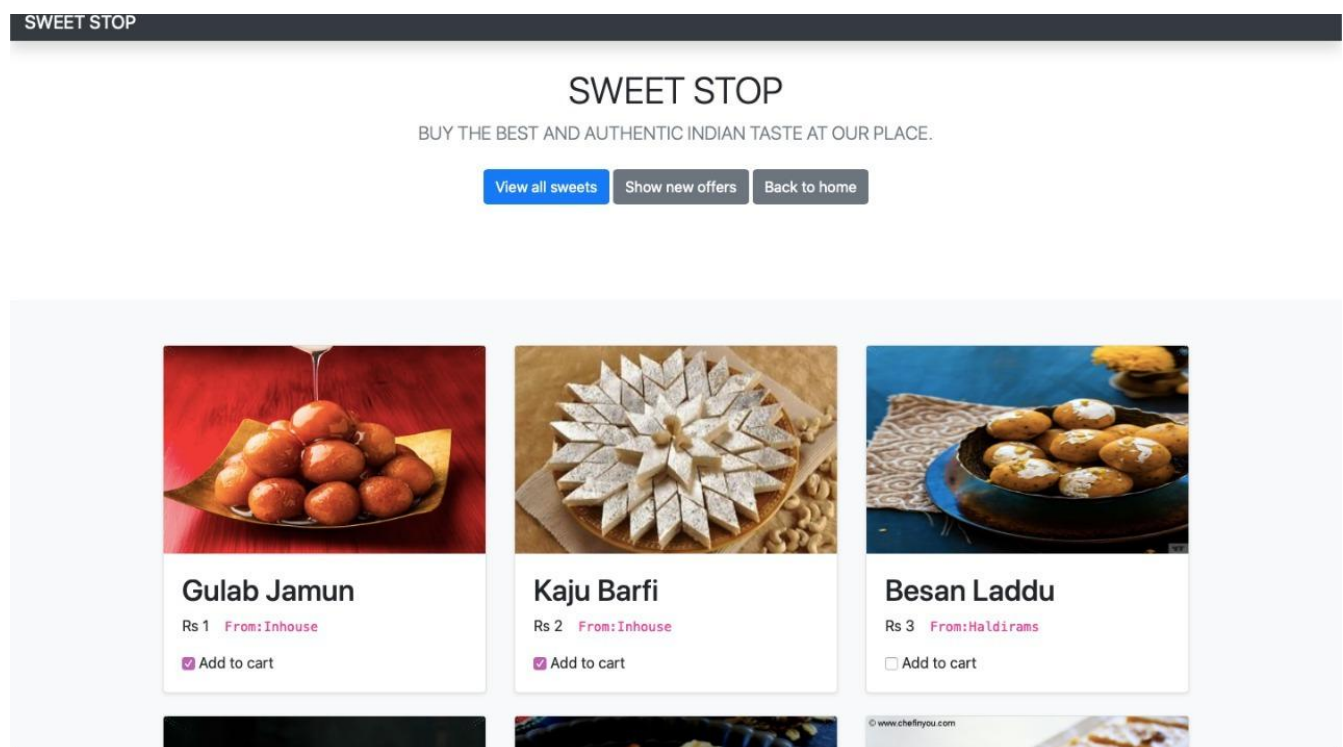 SWEET STOP
SWEET STOP
BUY THE BEST AND AUTHENTIC INDIAN TASTE AT OUR PLACE.
View all sweets Show new offers Back to home
Gulab Jamun
Rs 1 From:Inhouse
Add to cart
Kaju Barfi
Rs 2 From:Inhouse
Add to cart
Besan Laddu
Rs 3 From:Haldirams
Add to cart
© www.chefinyou.com